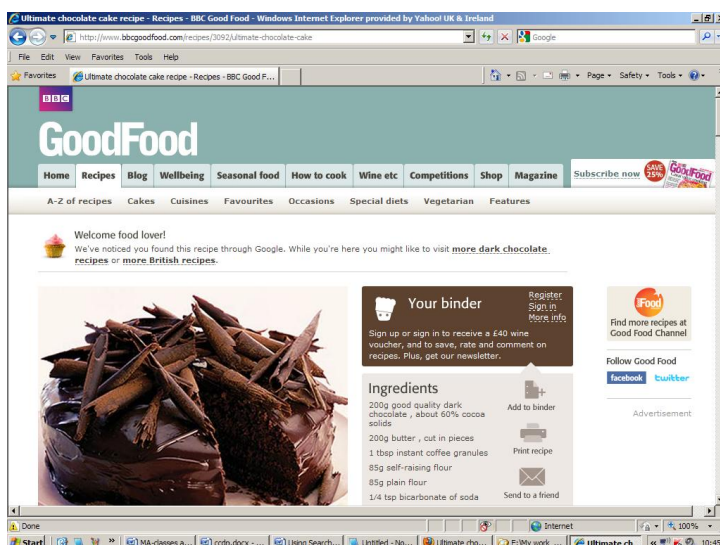 Ultimate chocolate cake recipe - Recipes - BBC Good Food - Windows Internet Explorer provided by Yahoo! UK & Ireland
http://www.bbcgoodfood.com/recipes/3092/ultimate-chocolate-cake
Google
File Edit View Favorites Tools Help
Favorites Ultimate chocolate cake recipe - Recipes - BBC Good F... Page Safety Tools
BBC
GoodFood
Home Recipes Blog Wellbeing Seasonal food How to cook Wine etc Competitions Shop Magazine Subscribe now SAVE 25% GoodFood
A-Z of recipes Cakes Cuisines Favourites Occasions Special diets Vegetarian Features
Welcome food lover!
We've noticed you found this recipe through Google. While you're here you might like to visit more dark chocolate
recipes or more British recipes.
Your binder
Register
Sign in
More info
Sign up or sign in to receive a £40 wine
voucher, and to save, rate and comment on
recipes. Plus, get our newsletter.
Ingredients
200g good quality dark
chocolate , about 60% cocoa
solids
200g butter , cut in pieces
1 tbsp instant coffee granules
85g self-raising flour
85g plain flour
1/4 tsp bicarbonate of soda
Add to binder
Print recipe
Send to a friend
Food
Find more recipes at
Good Food Channel
Follow Good Food
facebook twitter
Advertisement
Done Internet 100%
Start MA-classes a... ccdp.docx - ... Using Search... Untitled - No... Ultimate cho... E:\My work ... Ultimate ch... 10:45